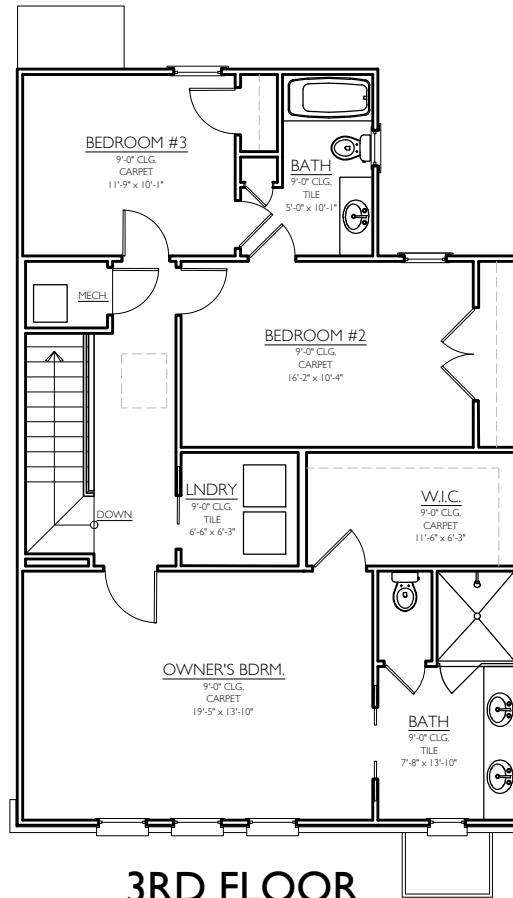 BEDROOM #3
9'-0" CLG.
CARPET
11'-9" x 10'-1"
BATH
9'-0" CLG.
TILE
5'-0" x 10'-1"
MECH.
BEDROOM #2
9'-0" CLG.
CARPET
16'-2" x 10'-4"
LNDRY
9'-0" CLG.
TILE
6'-6" x 6'-3"
W.I.C.
9'-0" CLG.
CARPET
11'-6" x 6'-3"
DOWN
OWNER'S BDRM.
9'-0" CLG.
CARPET
19'-5" x 13'-10"
BATH
9'-0" CLG.
TILE
7'-8" x 13'-10"
3RD FLOOR